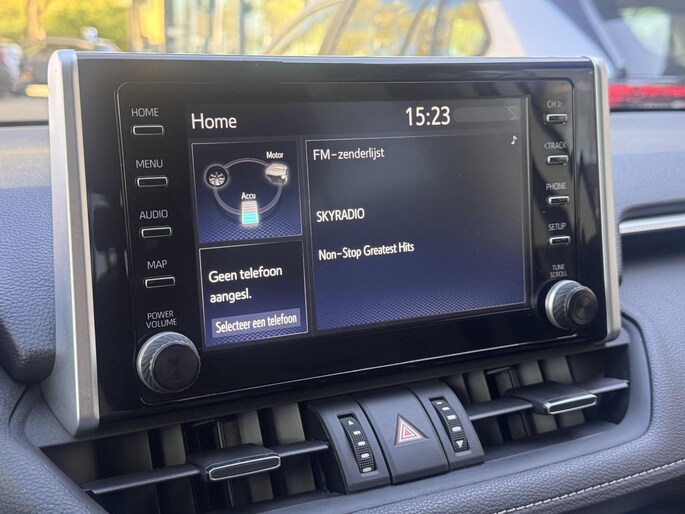 HOME
MENU
AUDIO
MAP
POWER
VOLUME
Home
15:23
Motor
Accu
Geen telefoon
aangesl.
Selecteer een telefoon
FM-zenderlijst
SKYRADIO
Non-Stop Greatest Hits
CH >
<TRACK
PHONE
SETUP
TUNE
SCROLL